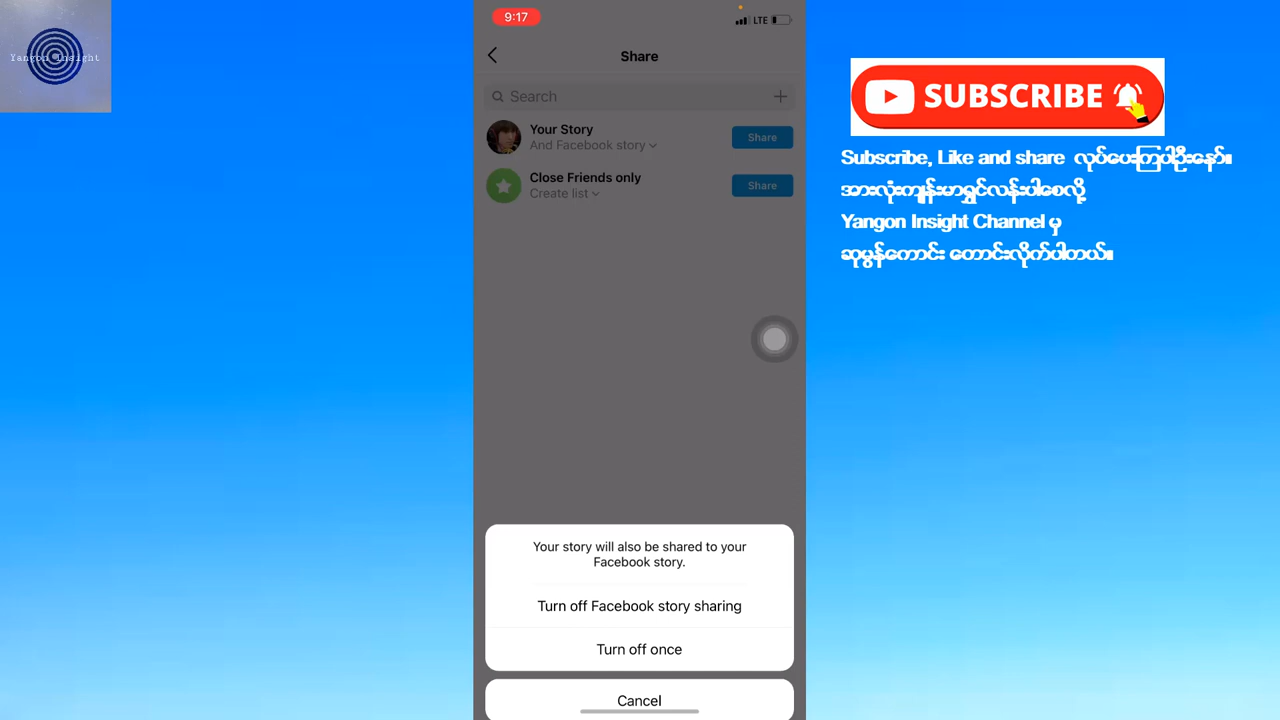 Yangon Insight
9:17
LTE
Share
Search
Your Story
And Facebook story
Share
Close Friends only
Create list
Share
SUBSCRIBE
Subscribe, Like and share လုပ်ပေးကြပါဦးနော်။
အားလုံးကျန်းမာရွှင်လန်းပါစေလို့
Yangon Insight Channel မှ
ဆုမွန်ကောင်း တောင်းလိုက်ပါတယ်။
Your story will also be shared to your
Facebook story.
Turn off Facebook story sharing
Turn off once
Cancel